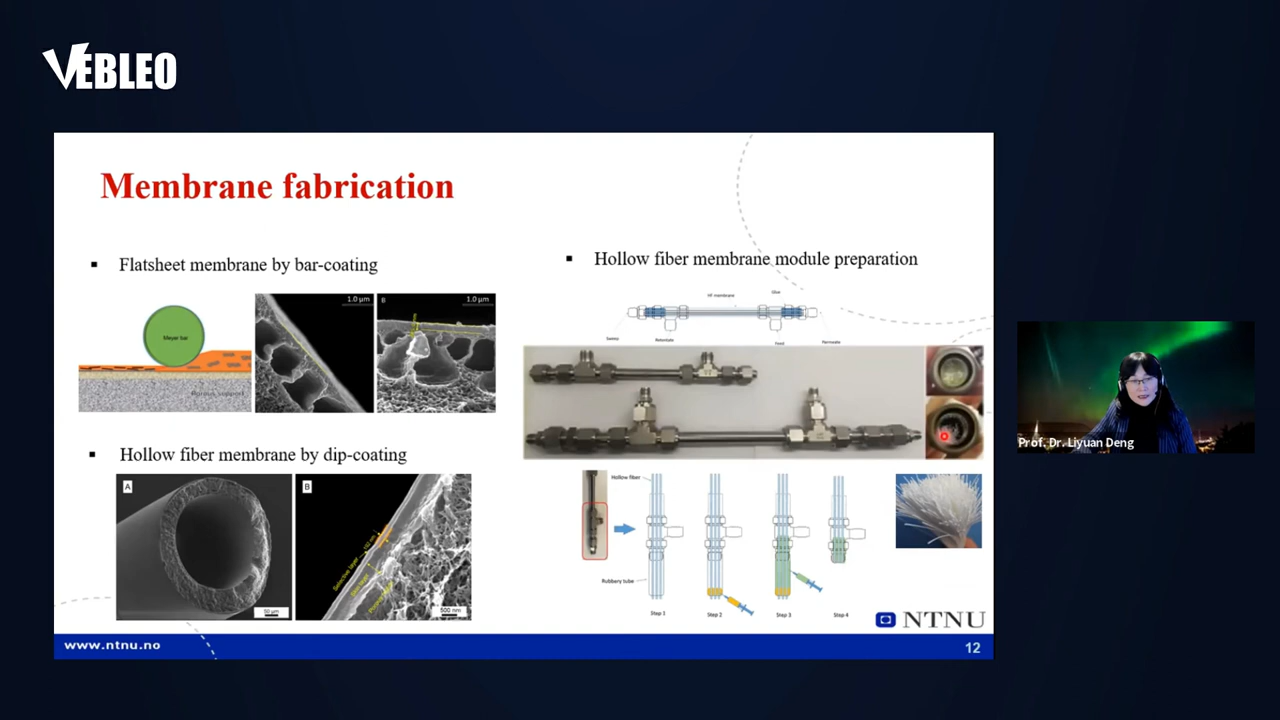 VEBLEO
Membrane fabrication
▪ Flatsheet membrane by bar-coating
Meyer bar
Porous support
1.0 µm
B
1.0 µm
▪ Hollow fiber membrane by dip-coating
A
50 µm
B
Selective layer
500 nm
▪ Hollow fiber membrane module preparation
HF membrane
Glue
Sweep
Retentate
Feed
Permeate
Hollow fiber
Rubbery tube
Step 1
Step 2
Step 3
Step 4
NTNU
www.ntnu.no
12
Prof. Dr. Liyuan Deng